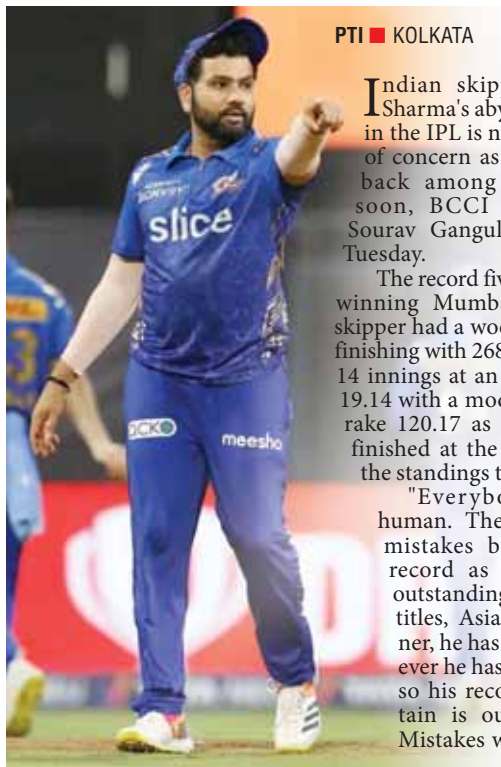 PTI ■ KOLKATA
Indian skip
Sharma's aby
in the IPL is n
of concern as
back among
soon, BCCI
Sourav Gangul
Tuesday.
The record fiv
winning Mumb
skipper had a woe
finishing with 268
14 innings at an
19.14 with a mod
rake 120.17 as
finished at the
the standings t
"Everybo
human. The
mistakes b
record as
outstanding
titles, Asia
ner, he has
ever he has
so his reco
tain is ou
Mistakes w
slice
ACKO
meesho
3